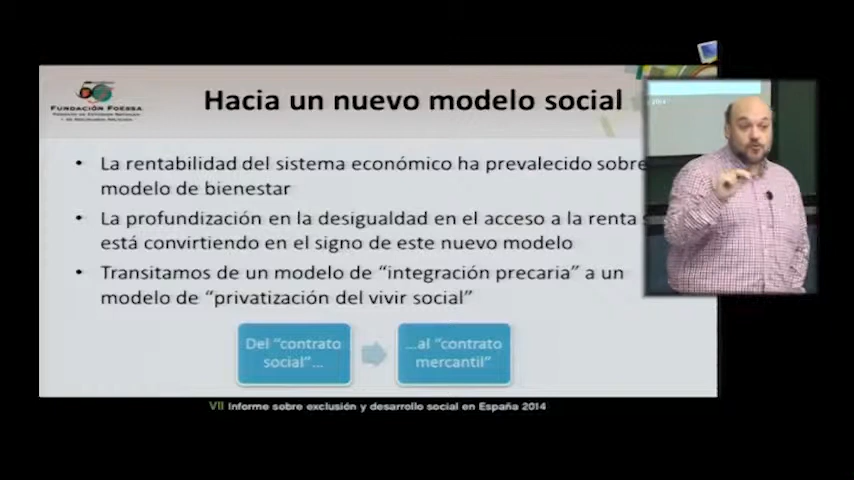 FUNDACIÓN FOESSA
Hacia un nuevo modelo social
• La rentabilidad del sistema económico ha prevalecido sobre
modelo de bienestar
• La profundización en la desigualdad en el acceso a la renta
está convirtiendo en el signo de este nuevo modelo
• Transitamos de un modelo de “integración precaria” a un
modelo de “privatización del vivir social”
Del “contrato
social”...
...al “contrato
mercantil”
VII Informe sobre exclusión y desarrollo social en España 2014